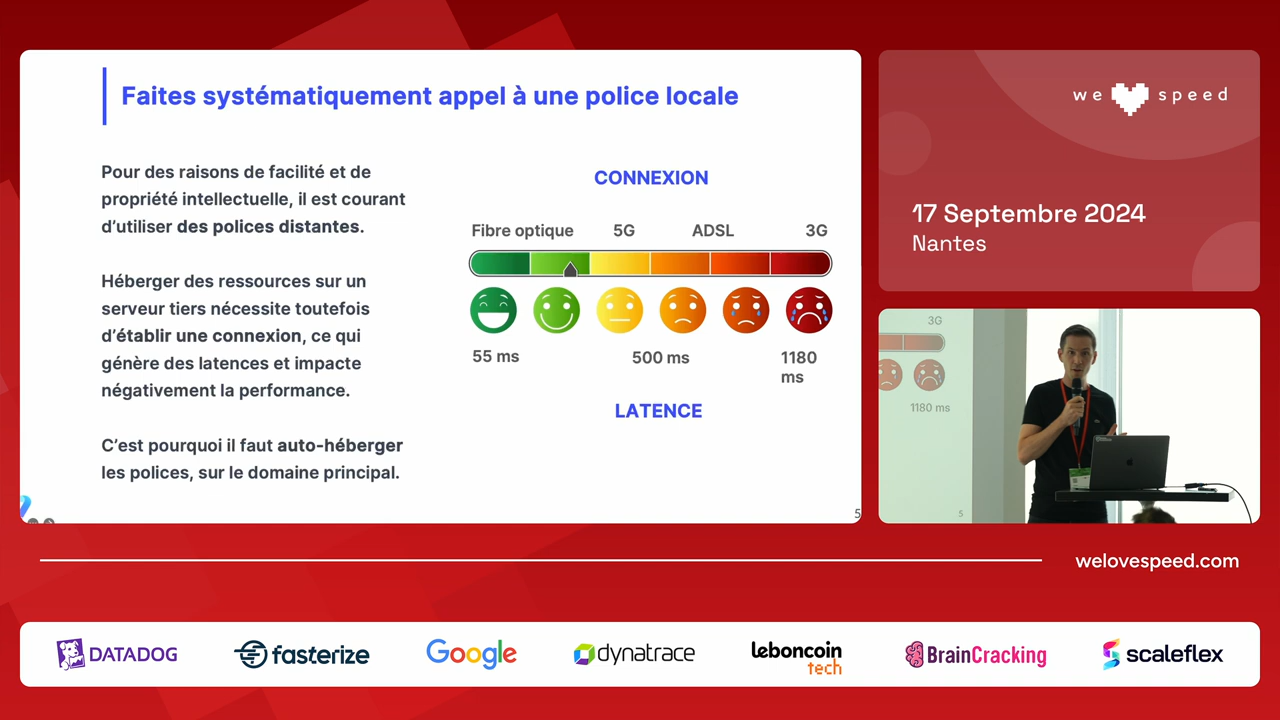 Faites systématiquement appel à une police locale
Pour des raisons de facilité et de
propriété intellectuelle, il est courant
d'utiliser des polices distantes.
Héberger des ressources sur un
serveur tiers nécessite toutefois
d'établir une connexion, ce qui
génère des latences et impacte
négativement la performance.
C'est pourquoi il faut auto-héberger
les polices, sur le domaine principal.
CONNEXION
Fibre optique 5G ADSL 3G
55 ms 500 ms 1180
ms
LATENCE
5
we speed
17 Septembre 2024
Nantes
3G
1180 ms
5
welovespeed.com
DATADOG
fasterize
Google
dynatrace
leboncoin
tech
BrainCracking
scaleflex